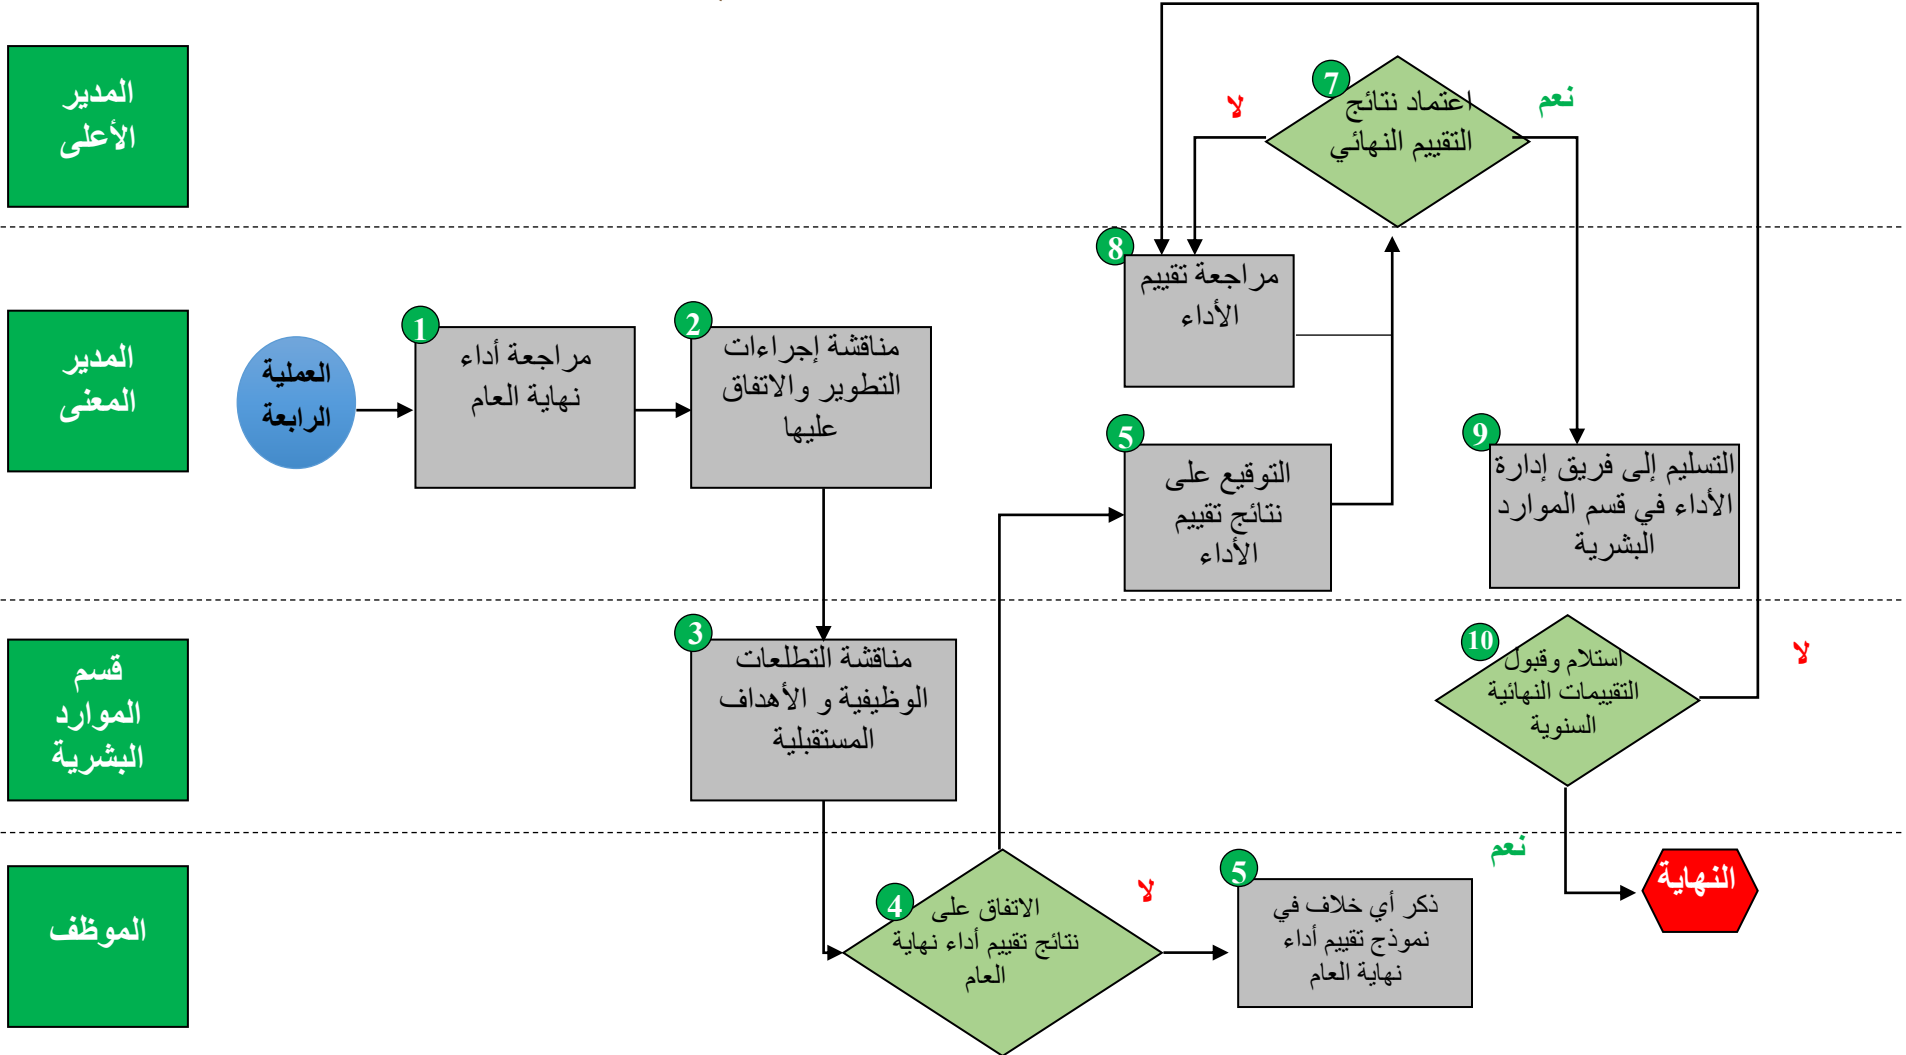 المدير
الأعلى
7
اعتماد نتائج
التقييم النهائي
نعم
لا
المدير
المعنى
العملية
الرابعة
1
مراجعة أداء
نهاية العام
2
مناقشة إجراءات
التطوير والاتفاق
عليها
8
مراجعة تقييم
الأداء
5
التوقيع على
نتائج تقييم
الأداء
9
التسليم إلى فريق إدارة
الأداء في قسم الموارد
البشرية
قسم
الموارد
البشرية
3
مناقشة التطلعات
الوظيفية و الأهداف
المستقبلية
10
استلام وقبول
التقييمات النهائية
السنوية
لا
نعم
الموظف
4
الاتفاق على
نتائج تقييم أداء نهاية
العام
لا
5
ذكر أي خلاف في
نموذج تقييم أداء
نهاية العام
النهاية